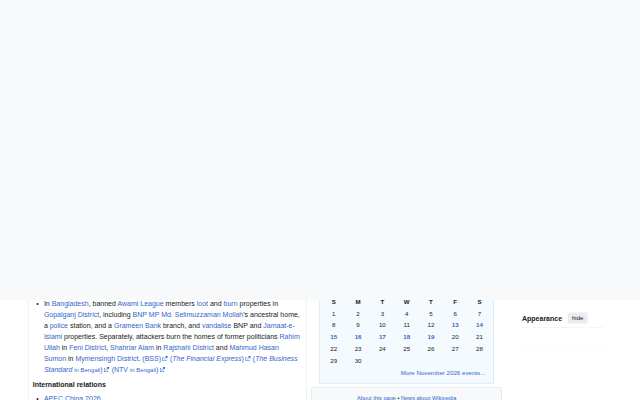 In Bangladesh, banned Awami League members loot and burn properties in
Gopalganj District, including BNP MP Md. Selimuzzaman Mollah's ancestral home,
a police station, and a Grameen Bank branch, and vandalise BNP and Jamaat-e-
Islami properties. Separately, attackers burn the homes of former politicians Rahim
Ullah in Feni District, Shahriar Alam in Rajshahi District and Mahmud Hasan
Sumon in Mymensingh District. (BSS) (The Financial Express) (The Business
Standard in Bengali) (NTV in Bengali)
International relations
APEC China 2026
S M T W T F S
1 2 3 4 5 6 7
8 9 10 11 12 13 14
15 16 17 18 19 20 21
22 23 24 25 26 27 28
29 30
More November 2026 events...
About this page • News about Wikipedia
Appearance hide